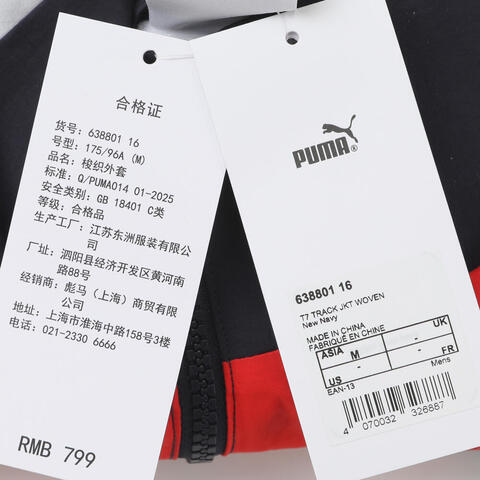 合格证
货号: 638801 16
号型: 175/96A (M)
品名: 梭织外套
标准: Q/PUMA014 01-2025
安全类别: GB 18401 C类
等级: 合格品
生产工厂: 江苏东洲服装有限公
司
厂址: 泗阳县经济开发区黄河南
路88号
经销商: 彪马(上海)商贸有限公
司
地址: 上海市淮海中路158号3楼
电话: 021-2330 6666
RMB 799
PUMA
638801 16
T7 TRACK JKT WOVEN
New Navy
MADE IN CHINA
FABRIQUE EN CHINE
ASIA M - UK
US - - FR
EAN-13 Mens
4 070032 326887